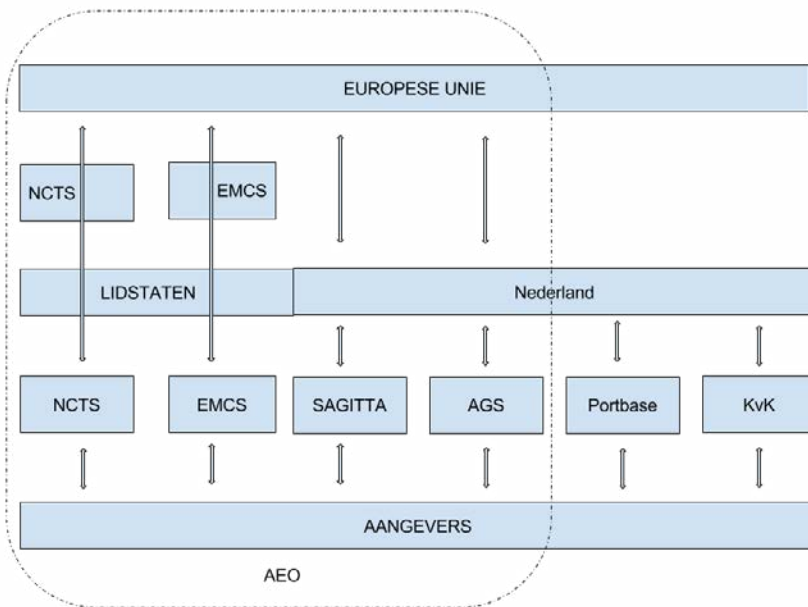 EUROPESE UNIE
NCTS
EMCS
LIDSTATEN
Nederland
NCTS
EMCS
SAGITTA
AGS
Portbase
KvK
AANGEVERS
AEO